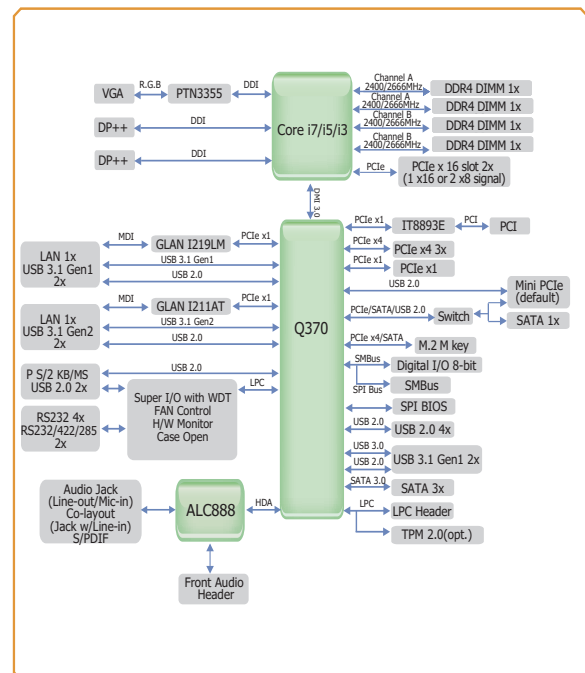 VGA
R.G.B
PTN3355
DDI
DP++
DDI
DP++
DDI
Core i7/i5/i3
Channel A
2400/2666MHz
DDR4 DIMM 1x
Channel A
2400/2666MHz
DDR4 DIMM 1x
Channel B
2400/2666MHz
DDR4 DIMM 1x
Channel B
2400/2666MHz
DDR4 DIMM 1x
PCIe
PCIe x 16 slot 2x
(1 x16 or 2 x8 signal)
DMI 3.0
LAN 1x
USB 3.1 Gen1
2x
MDI
GLAN I219LM
PCIe x1
USB 3.1 Gen1
USB 2.0
LAN 1x
USB 3.1 Gen2
2x
MDI
GLAN I211AT
PCIe x1
USB 3.1 Gen2
USB 2.0
P S/2 KB/MS
USB 2.0 2x
USB 2.0
RS232 4x
RS232/422/285
2x
Super I/O with WDT
FAN Control
H/W Monitor
Case Open
LPC
Q370
PCIe x1
IT8893E
PCI
PCI
PCIe x4
PCIe x4 3x
PCIe x1
PCIe x1
USB 2.0
Mini PCIe
(default)
PCIe/SATA/USB 2.0
Switch
SATA 1x
PCIe x4/SATA
M.2 M key
SMBus
Digital I/O 8-bit
SPI Bus
SMBus
SPI BIOS
USB 2.0
USB 2.0 4x
USB 3.0
USB 2.0
USB 3.1 Gen1 2x
SATA 3.0
SATA 3x
LPC
LPC Header
TPM 2.0(opt.)
Audio Jack
(Line-out/Mic-in)
Co-layout
(Jack w/Line-in)
S/PDIF
ALC888
HDA
Front Audio
Header